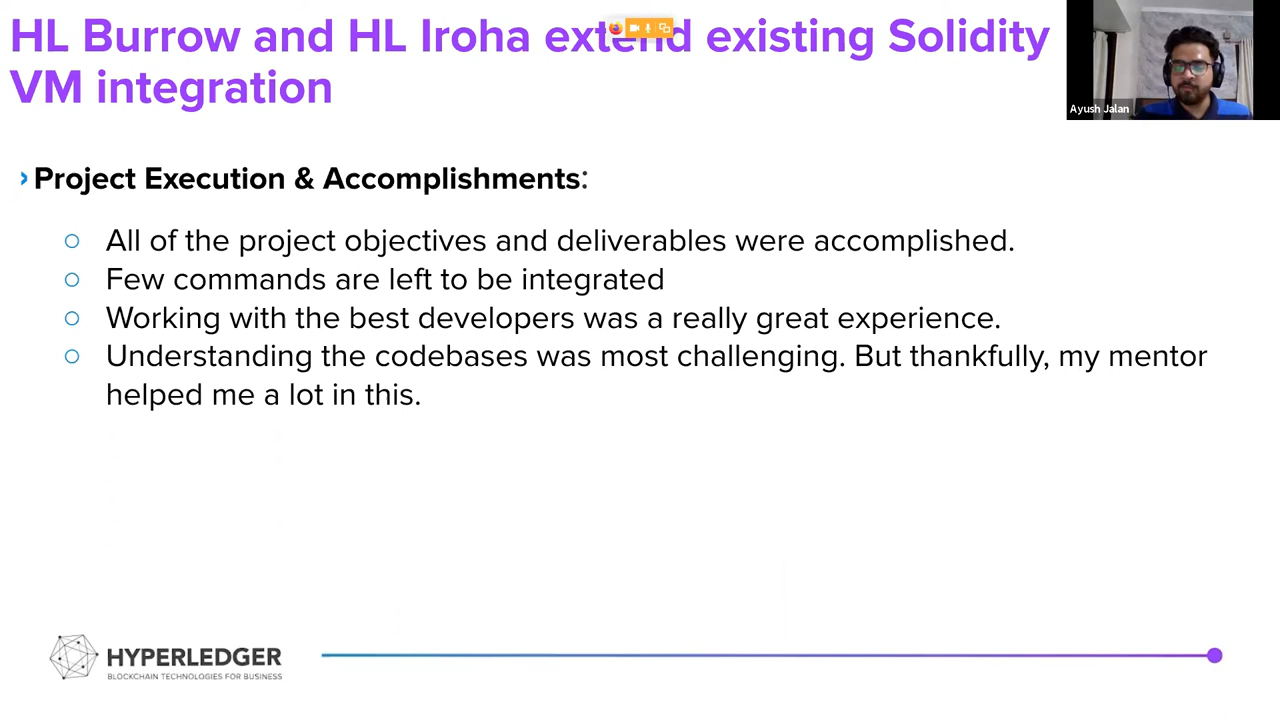 HL Burrow and HL Iroha extend existing Solidity
VM integration
Ayush Jalan
Project Execution & Accomplishments:
All of the project objectives and deliverables were accomplished.
Few commands are left to be integrated
Working with the best developers was a really great experience.
Understanding the codebases was most challenging. But thankfully, my mentor
helped me a lot in this.
HYPERLEDGER
BLOCKCHAIN TECHNOLOGIES FOR BUSINESS